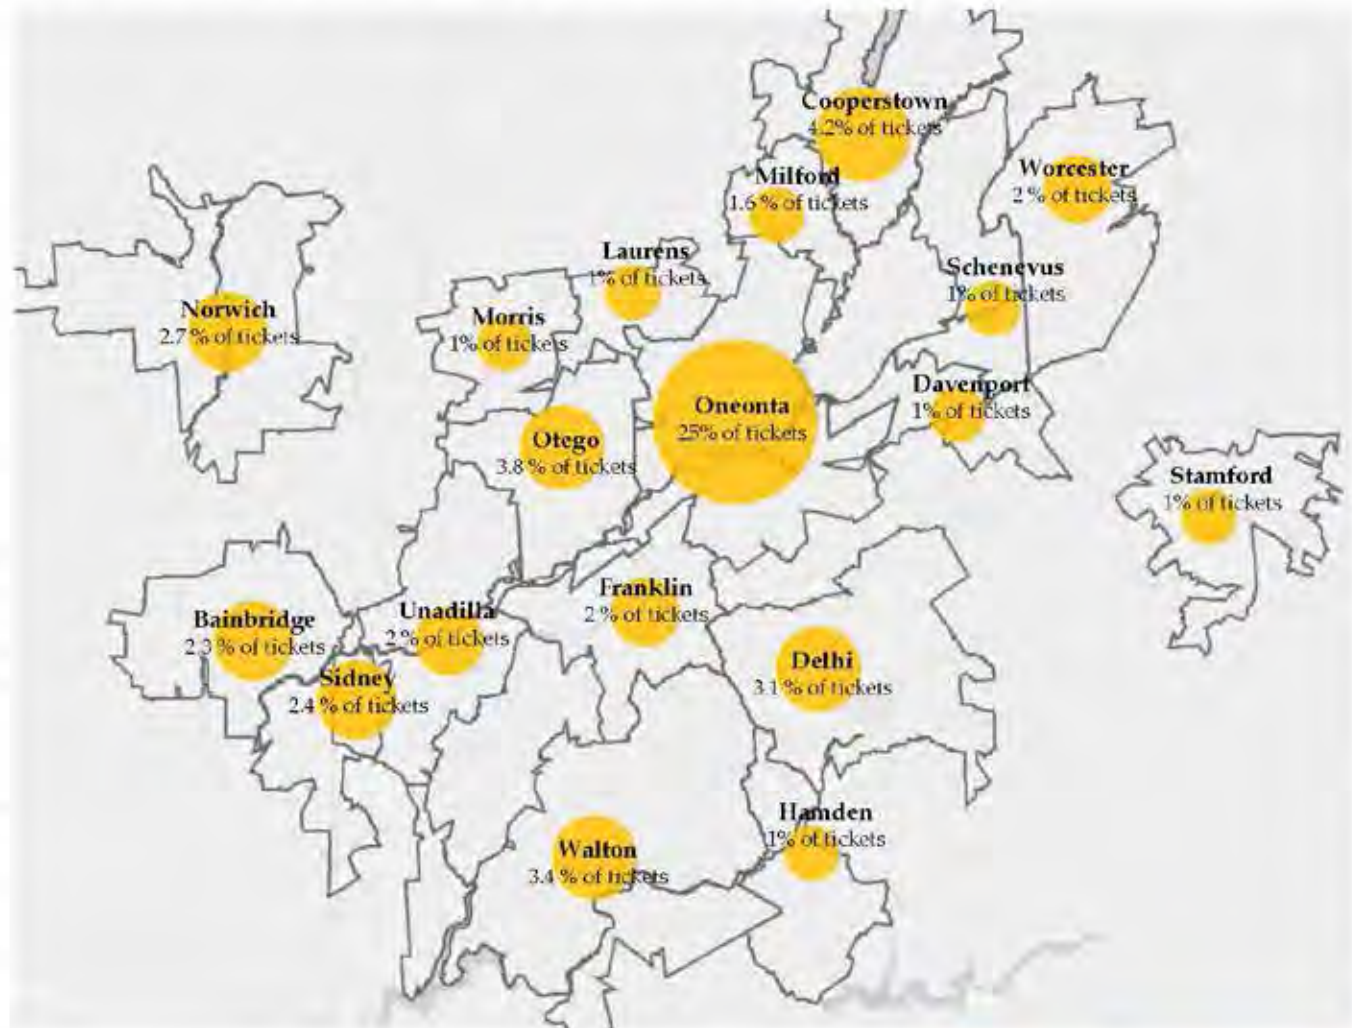 Cooperstown
4.2% of tickets
Worcester
2% of tickets
Milford
1.6% of tickets
Laurens
1% of tickets
Schenevus
1% of tickets
Norwich
2.7% of tickets
Morris
1% of tickets
Davenport
1% of tickets
Oneonta
25% of tickets
Otego
3.8% of tickets
Stamford
1% of tickets
Franklin
2% of tickets
Unadilla
2% of tickets
Bainbridge
2.3% of tickets
Delhi
3.1% of tickets
Sidney
2.4% of tickets
Hamden
1% of tickets
Walton
3.4% of tickets